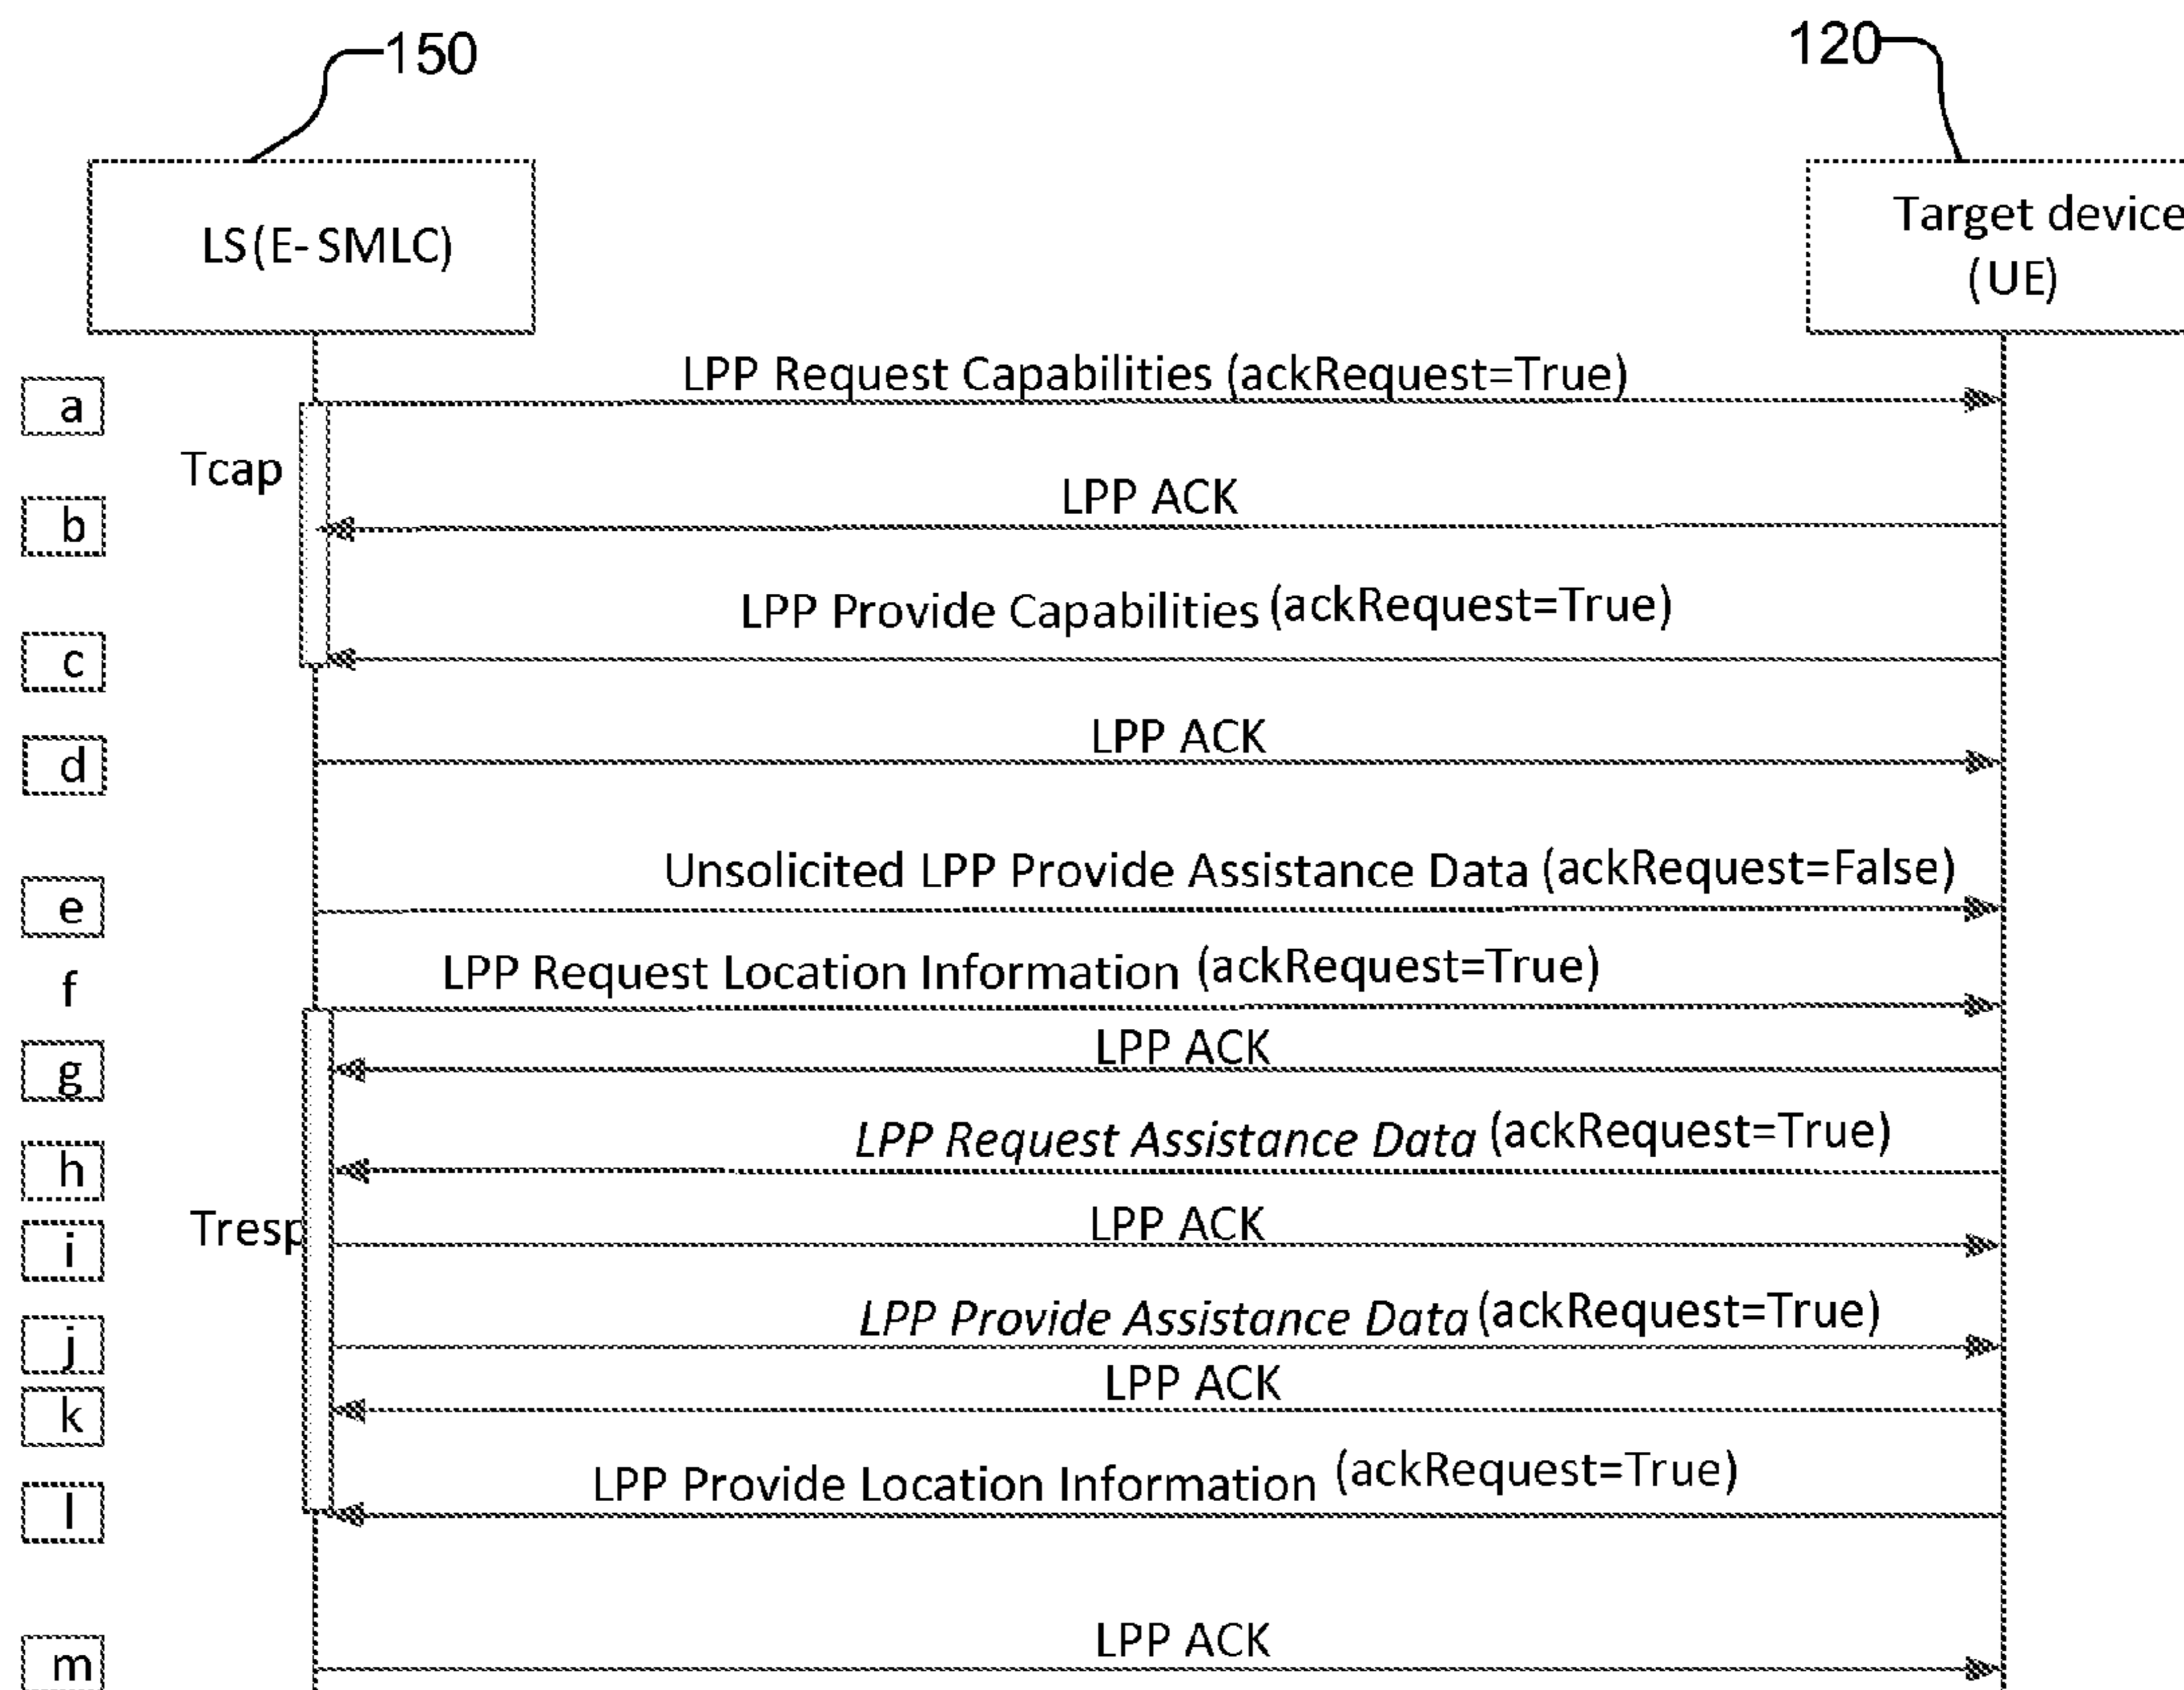 150
120
LS(E-SMLC)
Target device
(UE)
LPP Request Capabilities (ackRequest=True)
a
Tcap
LPP ACK
b
LPP Provide Capabilities (ackRequest=True)
c
LPP ACK
d
Unsolicited LPP Provide Assistance Data (ackRequest=False)
e
LPP Request Location Information (ackRequest=True)
f
LPP ACK
g
LPP Request Assistance Data (ackRequest=True)
h
Tresp
LPP ACK
i
LPP Provide Assistance Data (ackRequest=True)
j
LPP ACK
k
LPP Provide Location Information (ackRequest=True)
l
LPP ACK
m